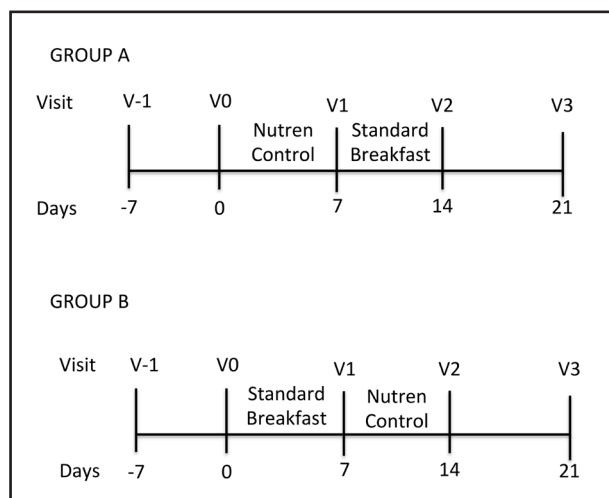 GROUP A
Visit V-1 V0 V1 V2 V3
Nutren Standard
Control Breakfast
Days -7 0 7 14 21
GROUP B
Visit V-1 V0 V1 V2 V3
Standard Nutren
Breakfast Control
Days -7 0 7 14 21